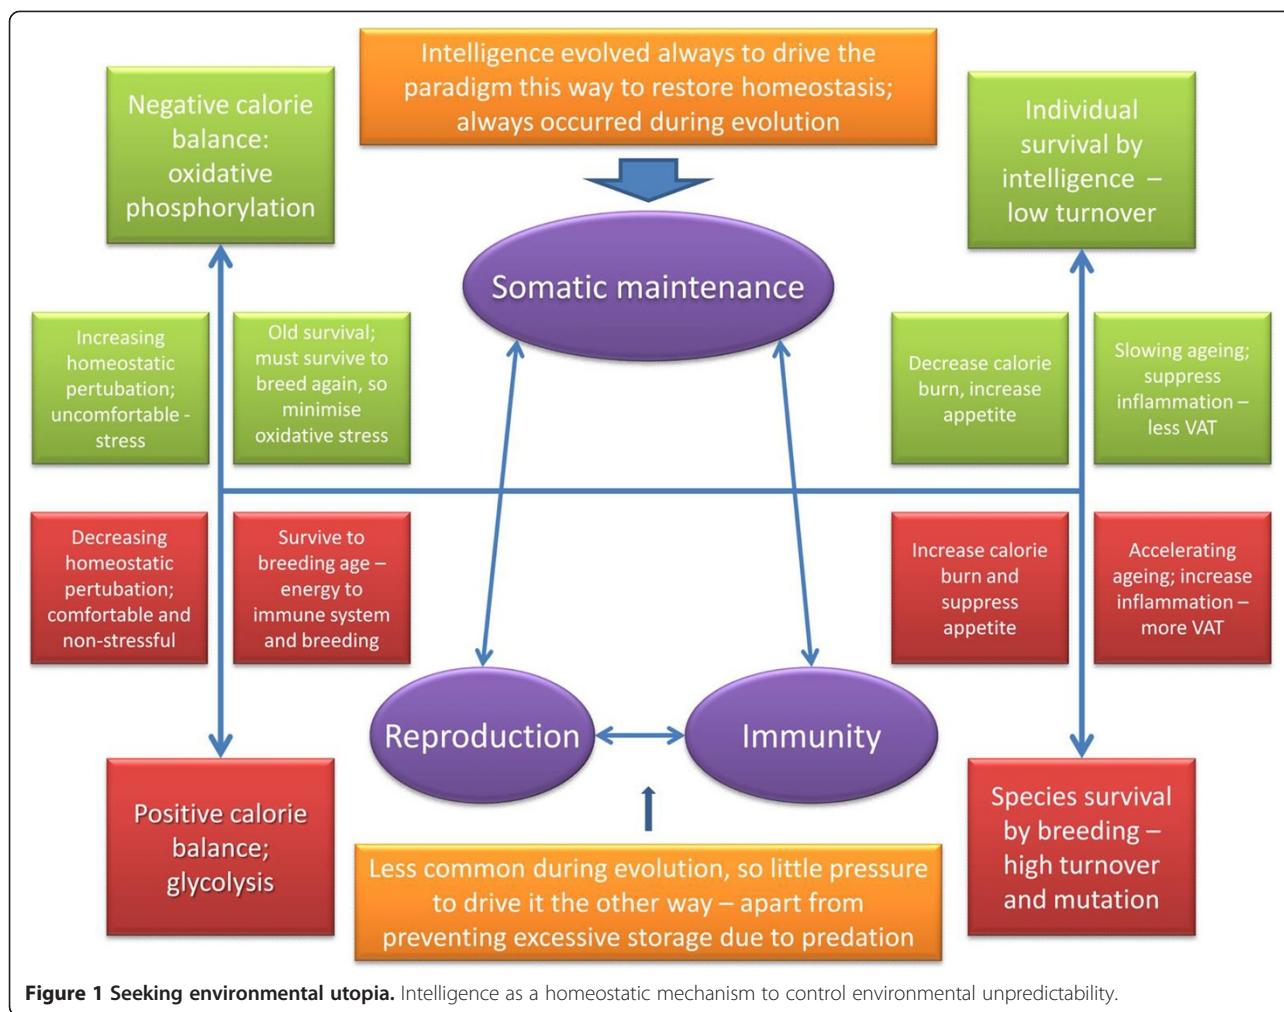 Intelligence evolved always to drive the
paradigm this way to restore homeostasis;
always occurred during evolution
Negative calorie
balance:
oxidative
phosphorylation
Individual
survival by
intelligence –
low turnover
Somatic maintenance
Increasing
homeostatic
pertubation;
uncomfortable -
stress
Old survival;
must survive to
breed again, so
minimise
oxidative stress
Decrease calorie
burn, increase
appetite
Slowing ageing;
suppress
inflammation –
less VAT
Decreasing
homeostatic
pertubation;
comfortable and
non-stressful
Survive to
breeding age –
energy to
immune system
and breeding
Increase calorie
burn and
suppress
appetite
Accelerating
ageing; increase
inflammation –
more VAT
Reproduction
Immunity
Positive calorie
balance;
glycolysis
Species survival
by breeding –
high turnover
and mutation
Less common during evolution, so little pressure
to drive it the other way – apart from
preventing excessive storage due to predation
Figure 1 Seeking environmental utopia. Intelligence as a homeostatic mechanism to control environmental unpredictability.